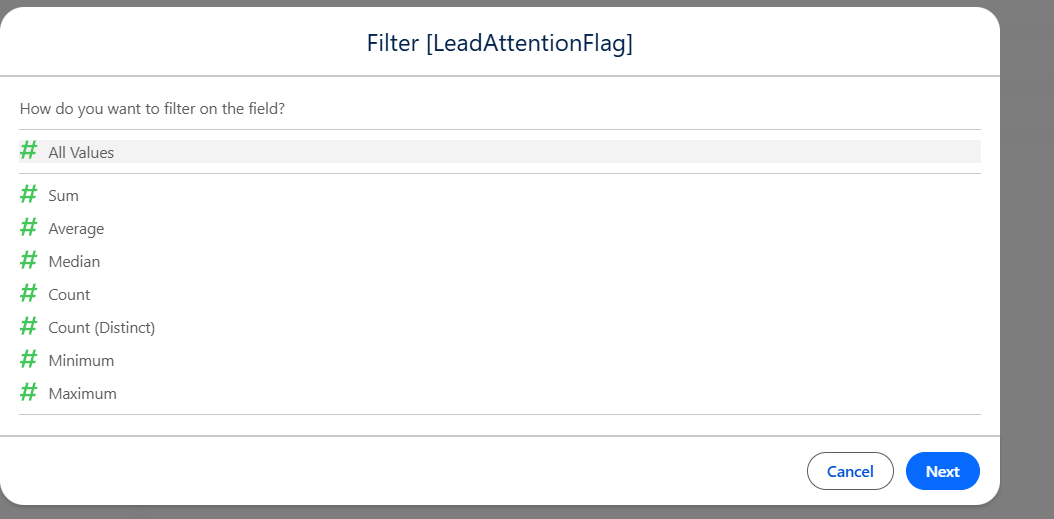 Filter [LeadAttentionFlag]
How do you want to filter on the field?
# All Values
# Sum
# Average
# Median
# Count
# Count (Distinct)
# Minimum
# Maximum
Cancel Next